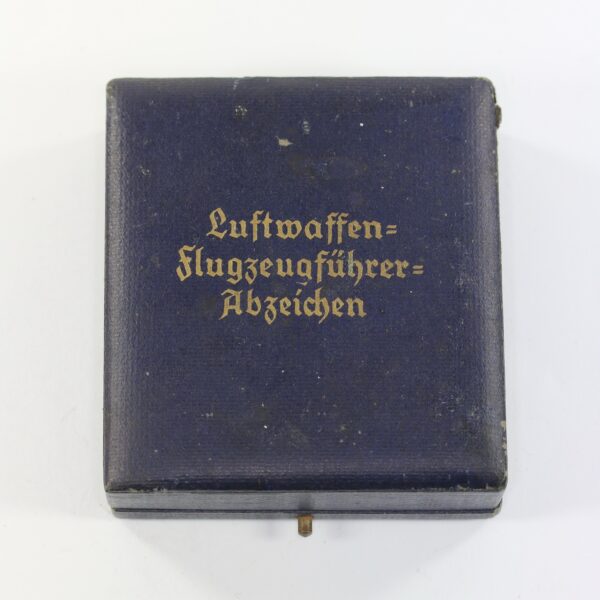 Luftwaffen=
Flugzeugführer=
Abzeichen